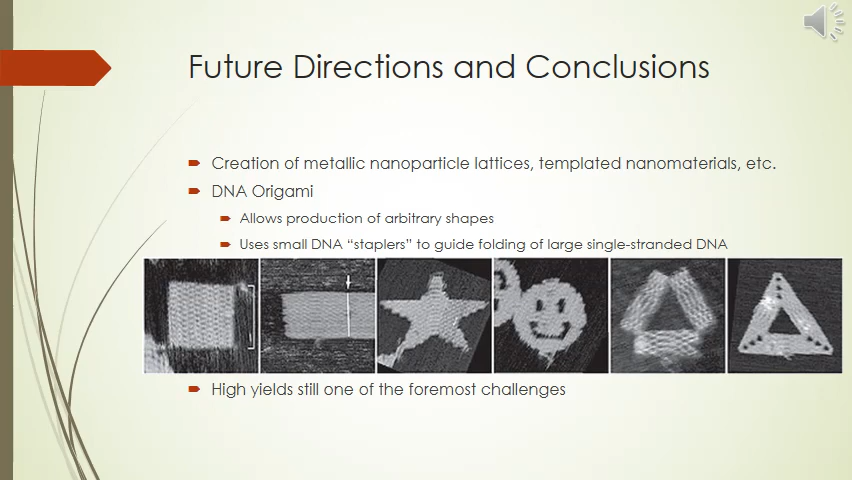 Future Directions and Conclusions
Creation of metallic nanoparticle lattices, templated nanomaterials, etc.
DNA Origami
Allows production of arbitrary shapes
Uses small DNA “staplers” to guide folding of large single-stranded DNA
High yields still one of the foremost challenges